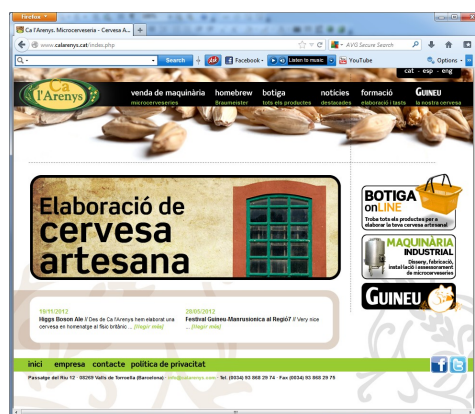 firefox
Ca l'Arenys. Microcerveseria - Cervesa A...
www.calarenys.cat/index.php
AVG Secure Search
Search
Facebook
Listen to music
YouTube
Options
cat - esp - eng
Ca l'Arenys
venda de maquinària homebrew botiga notícies formació GUINEU
microcerveseries Braumeister tots els productes destacades elaboració i tasts la nostra cervesa
Elaboració de
cervesa
artesana
BOTIGA
onLINE
Troba tots els productes per a
elaborar la teva cervesa artesanal
MAQUINÀRIA
INDUSTRIAL
Disseny, fabricació,
instal·lació i assessorament
de microcerveseries
GUINEU
19/11/2012
Higgs Boson Ale // Des de Ca l'Arenys hem elaborat una
cervesa en homenatge al físic britànic ... [llegir més]
28/08/2012
Festival Guineu-Manrusionica al Regió7 // Very nice
... [llegir més]
inici empresa contacte política de privacitat
Passatge del Riu 12 - 08269 Valls de Torroella (Barcelona) - info@calarenys.com - Tel. (0034) 93 868 29 74 - Fax (0034) 93 868 29 75